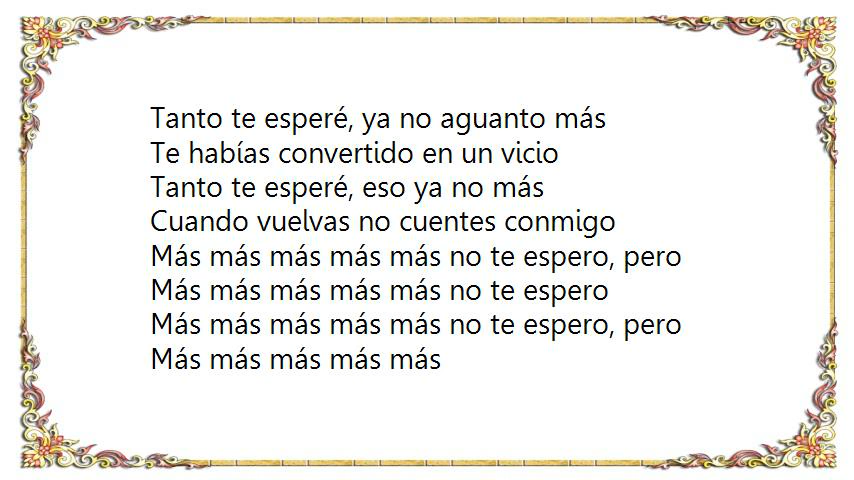 Tanto te esperé, ya no aguanto más
Te habías convertido en un vicio
Tanto te esperé, eso ya no más
Cuando vuelvas no cuentes conmigo
Más más más más más no te espero, pero
Más más más más más no te espero
Más más más más más no te espero, pero
Más más más más más